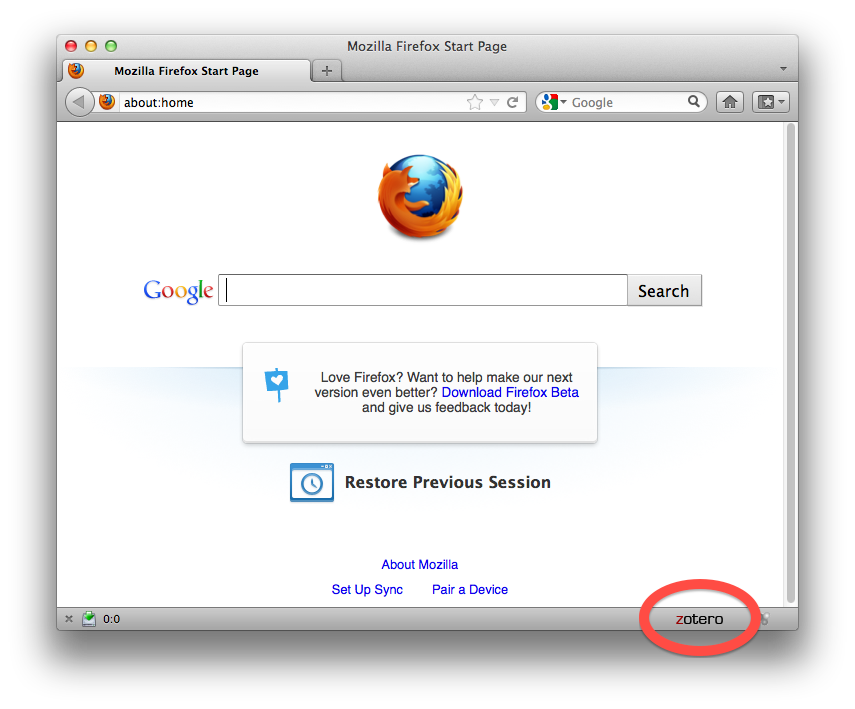 Mozilla Firefox Start Page
Mozilla Firefox Start Page
about:home
Google
Google
Search
Love Firefox? Want to help make our next
version even better? Download Firefox Beta
and give us feedback today!
Restore Previous Session
About Mozilla
Set Up Sync Pair a Device
0:0
zotero